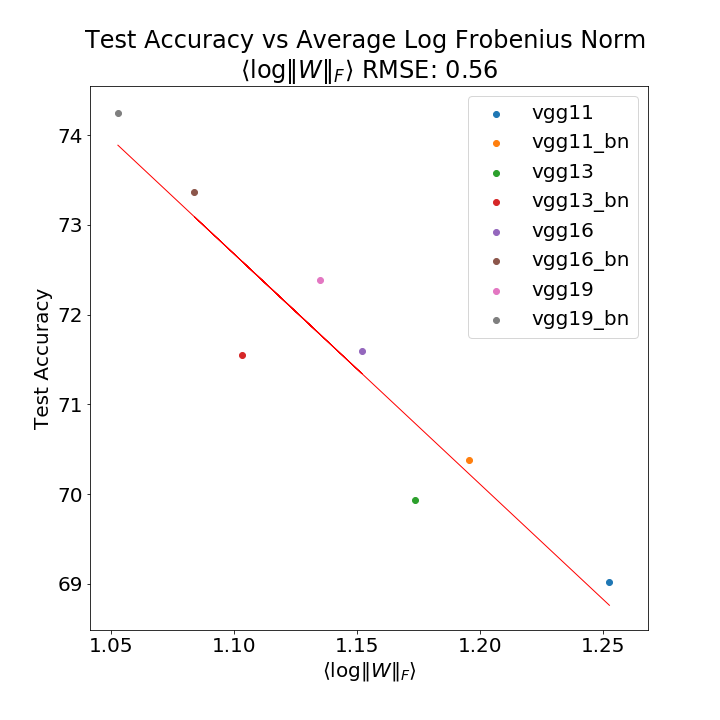 Test Accuracy vs Average Log Frobenius Norm
⟨log‖W‖F⟩ RMSE: 0.56
vgg11
vgg11_bn
vgg13
vgg13_bn
vgg16
vgg16_bn
vgg19
vgg19_bn
Test Accuracy
74
73
72
71
70
69
1.05 1.10 1.15 1.20 1.25
⟨log‖W‖F⟩